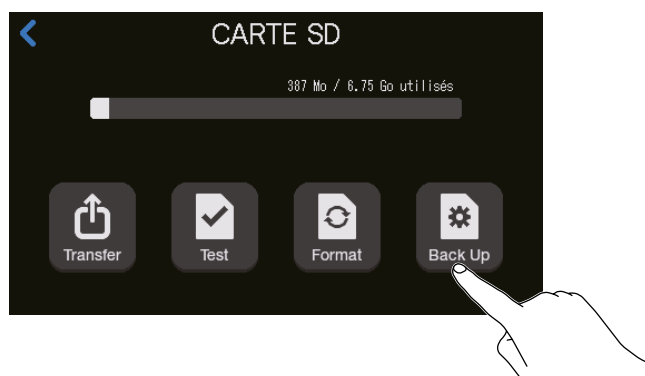 CARTE SD
387 Mo / 6.75 Go utilisés
Transfer
Test
Format
Back Up